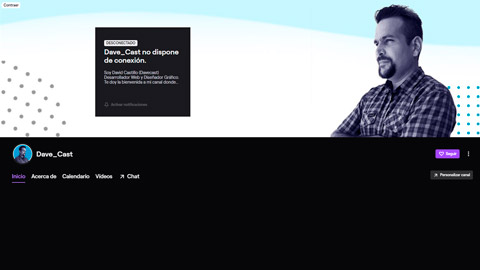 Contraer
DESCONECTADO
Dave_Cast no dispone
de conexión.
Soy David Castillo (Davecast)
Desarrollador Web y Diseñador Gráfico.
Te doy la bienvenida a mi canal donde...
Activar notificaciones
Dave_Cast
Seguir
Inicio
Acerca de
Calendario
Vídeos
Chat
Personalizar canal